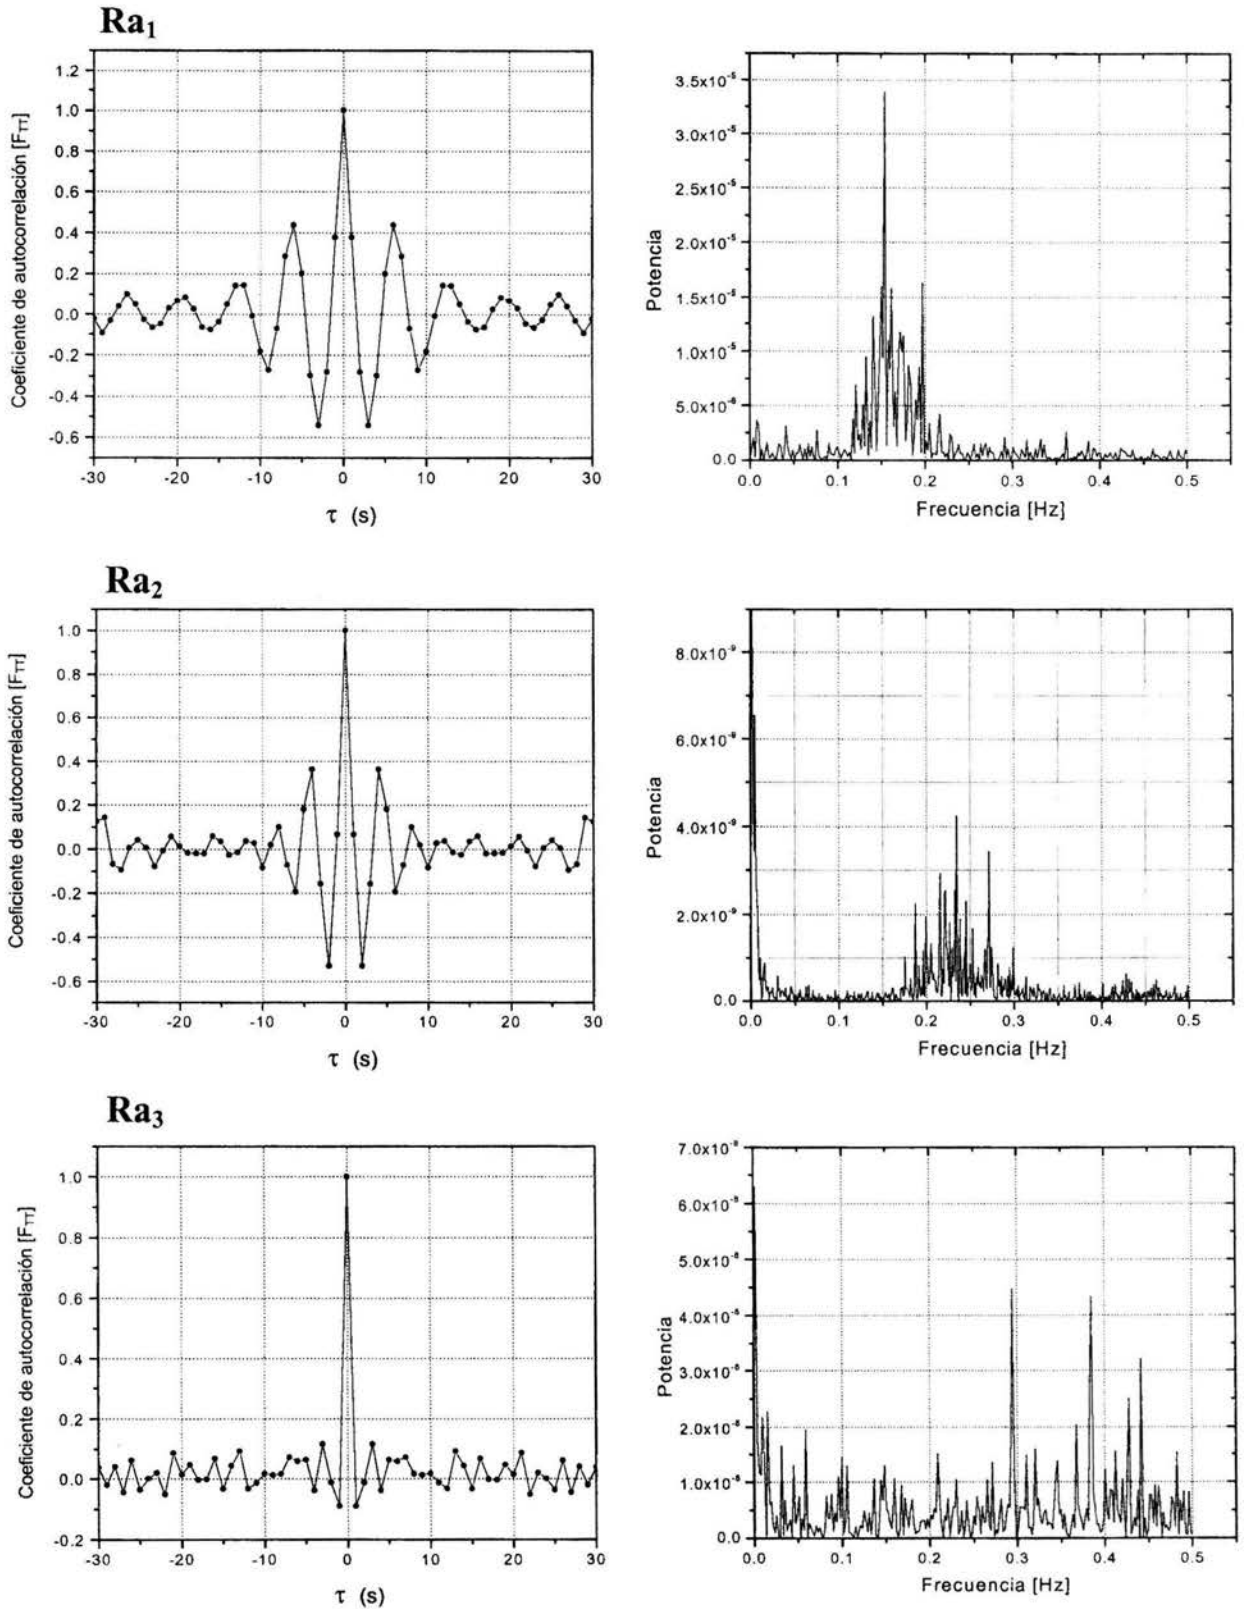 Ra1
1.2
1.0
0.8
0.6
0.4
0.2
0.0
-0.2
-0.4
-0.6
Coeficiente de autocorrelación [FTT]
-30 -20 -10 0 10 20 30
τ (s)
3.5x10-5
3.0x10-5
2.5x10-5
2.0x10-5
1.5x10-5
1.0x10-5
5.0x10-6
0.0
Potencia
0.0 0.1 0.2 0.3 0.4 0.5
Frecuencia [Hz]
Ra2
1.0
0.8
0.6
0.4
0.2
0.0
-0.2
-0.4
-0.6
Coeficiente de autocorrelación [FTT]
-30 -20 -10 0 10 20 30
τ (s)
8.0x10-9
6.0x10-9
4.0x10-9
2.0x10-9
0.0
Potencia
0.0 0.1 0.2 0.3 0.4 0.5
Frecuencia [Hz]
Ra3
1.0
0.8
0.6
0.4
0.2
0.0
-0.2
Coeficiente de autocorrelación [FTT]
-30 -20 -10 0 10 20 30
τ (s)
7.0x10-8
6.0x10-8
5.0x10-8
4.0x10-8
3.0x10-8
2.0x10-8
1.0x10-8
0.0
Potencia
0.0 0.1 0.2 0.3 0.4 0.5
Frecuencia [Hz]